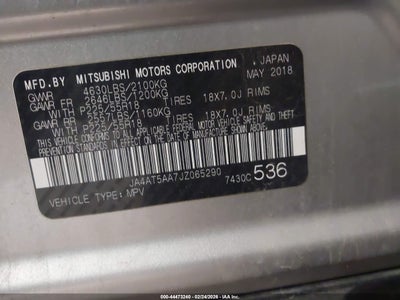 MFD.BY MITSUBISHI MOTORS CORPORATION
JAPAN
MAY 2018
GVWR 4630LBS/2100KG
GAWR FR 2646LBS/1200KG
WITH P225/55R18 TIRES 18X7.0J RIMS
GAWR RR 2557LBS/1160KG
WITH P225/55R18 TIRES 18X7.0J RIMS
THIS VEHICLE CONFORMS TO ALL APPLICABLE FEDERAL
MOTOR VEHICLE SAFETY, BUMPER, AND THEFT PREVENTION
STANDARDS IN EFFECT ON THE DATE OF MANUFACTURE SHOWN ABOVE.
JA4AT5AA7JZ065290
VEHICLE TYPE: MPV
7430C 536
000-44473240 - 02/24/2026 - IAAI.COM